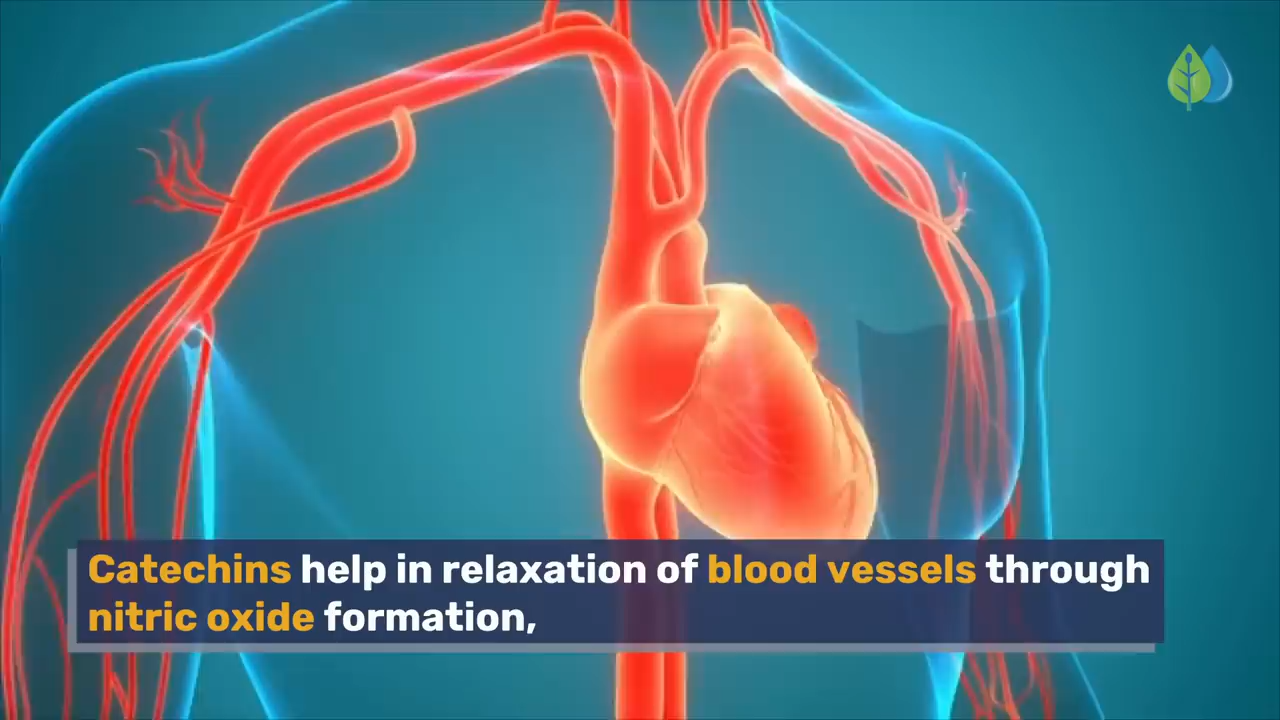 Catechins help in relaxation of blood vessels through
nitric oxide formation,